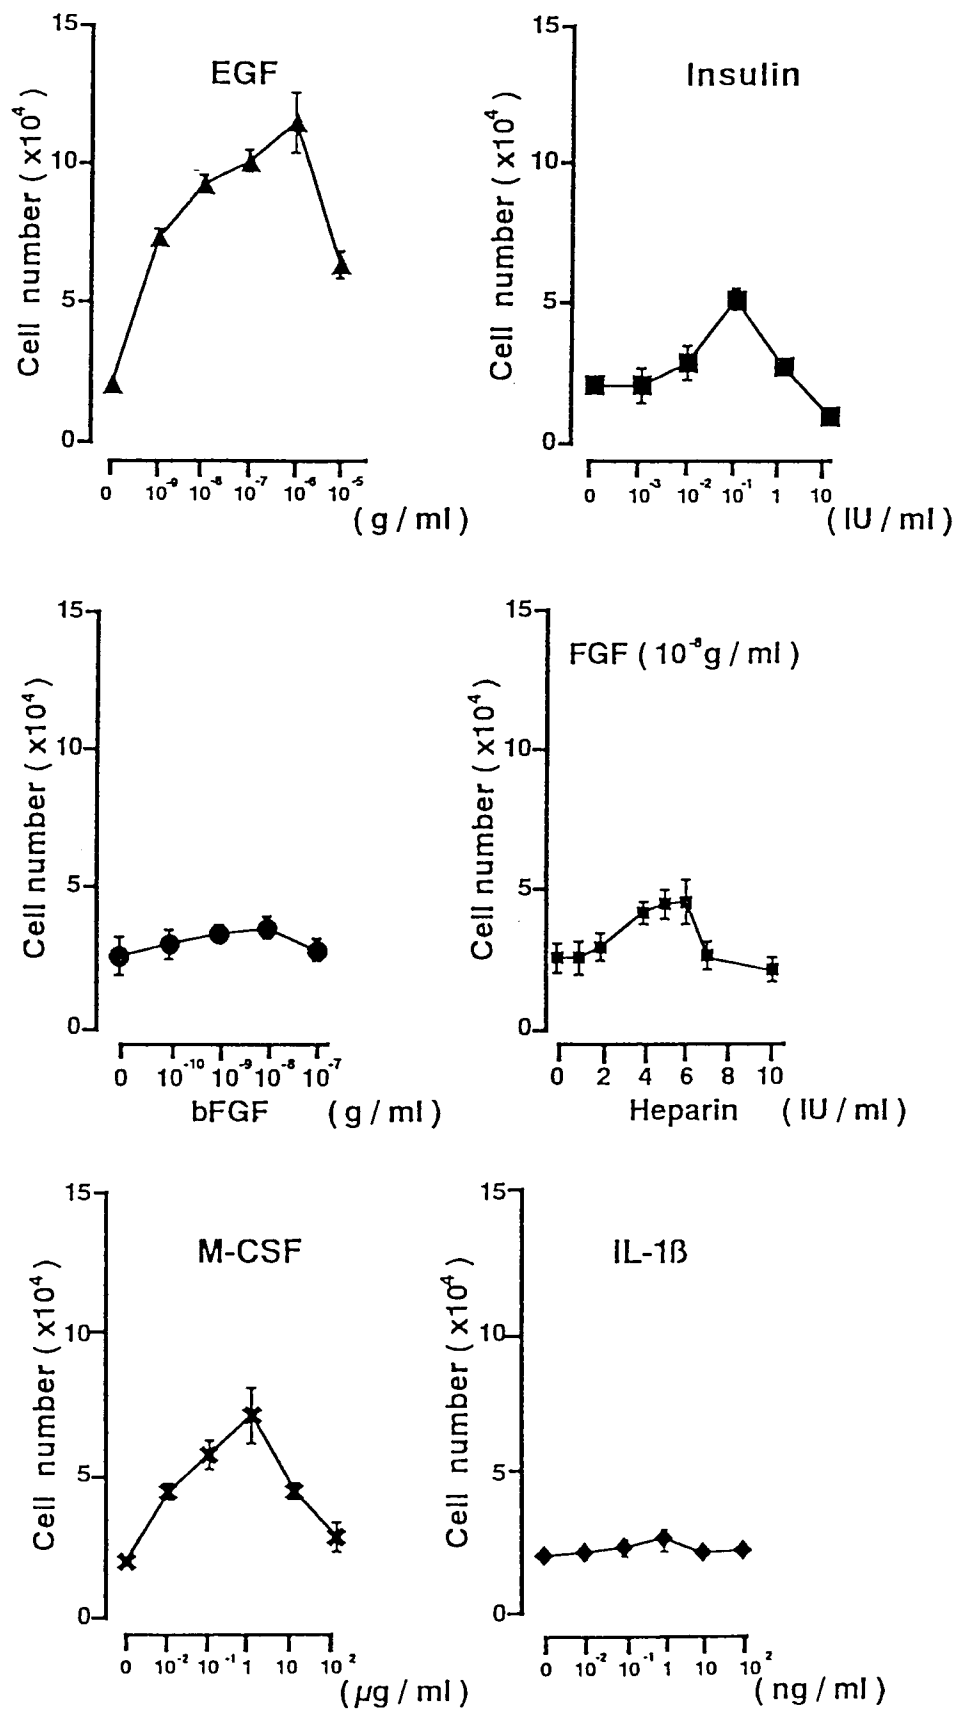 EGF
Cell number (x10⁴)
15
10
5
0
0 10⁻⁹ 10⁻⁸ 10⁻⁷ 10⁻⁶ 10⁻⁵
(g/ml)
Insulin
Cell number (x10⁴)
15
10
5
0
0 10⁻³ 10⁻² 10⁻¹ 1 10
(IU/ml)
Cell number (x10⁴)
15
10
5
0
0 10⁻¹⁰ 10⁻⁹ 10⁻⁸ 10⁻⁷
bFGF (g/ml)
FGF (10⁻⁸g/ml)
Cell number (x10⁴)
15
10
5
0
0 2 4 6 8 10
Heparin (IU/ml)
M-CSF
Cell number (x10⁴)
15
10
5
0
0 10⁻² 10⁻¹ 1 10 10²
(µg/ml)
IL-1ß
Cell number (x10⁴)
15
10
5
0
0 10⁻² 10⁻¹ 1 10 10²
(ng/ml)